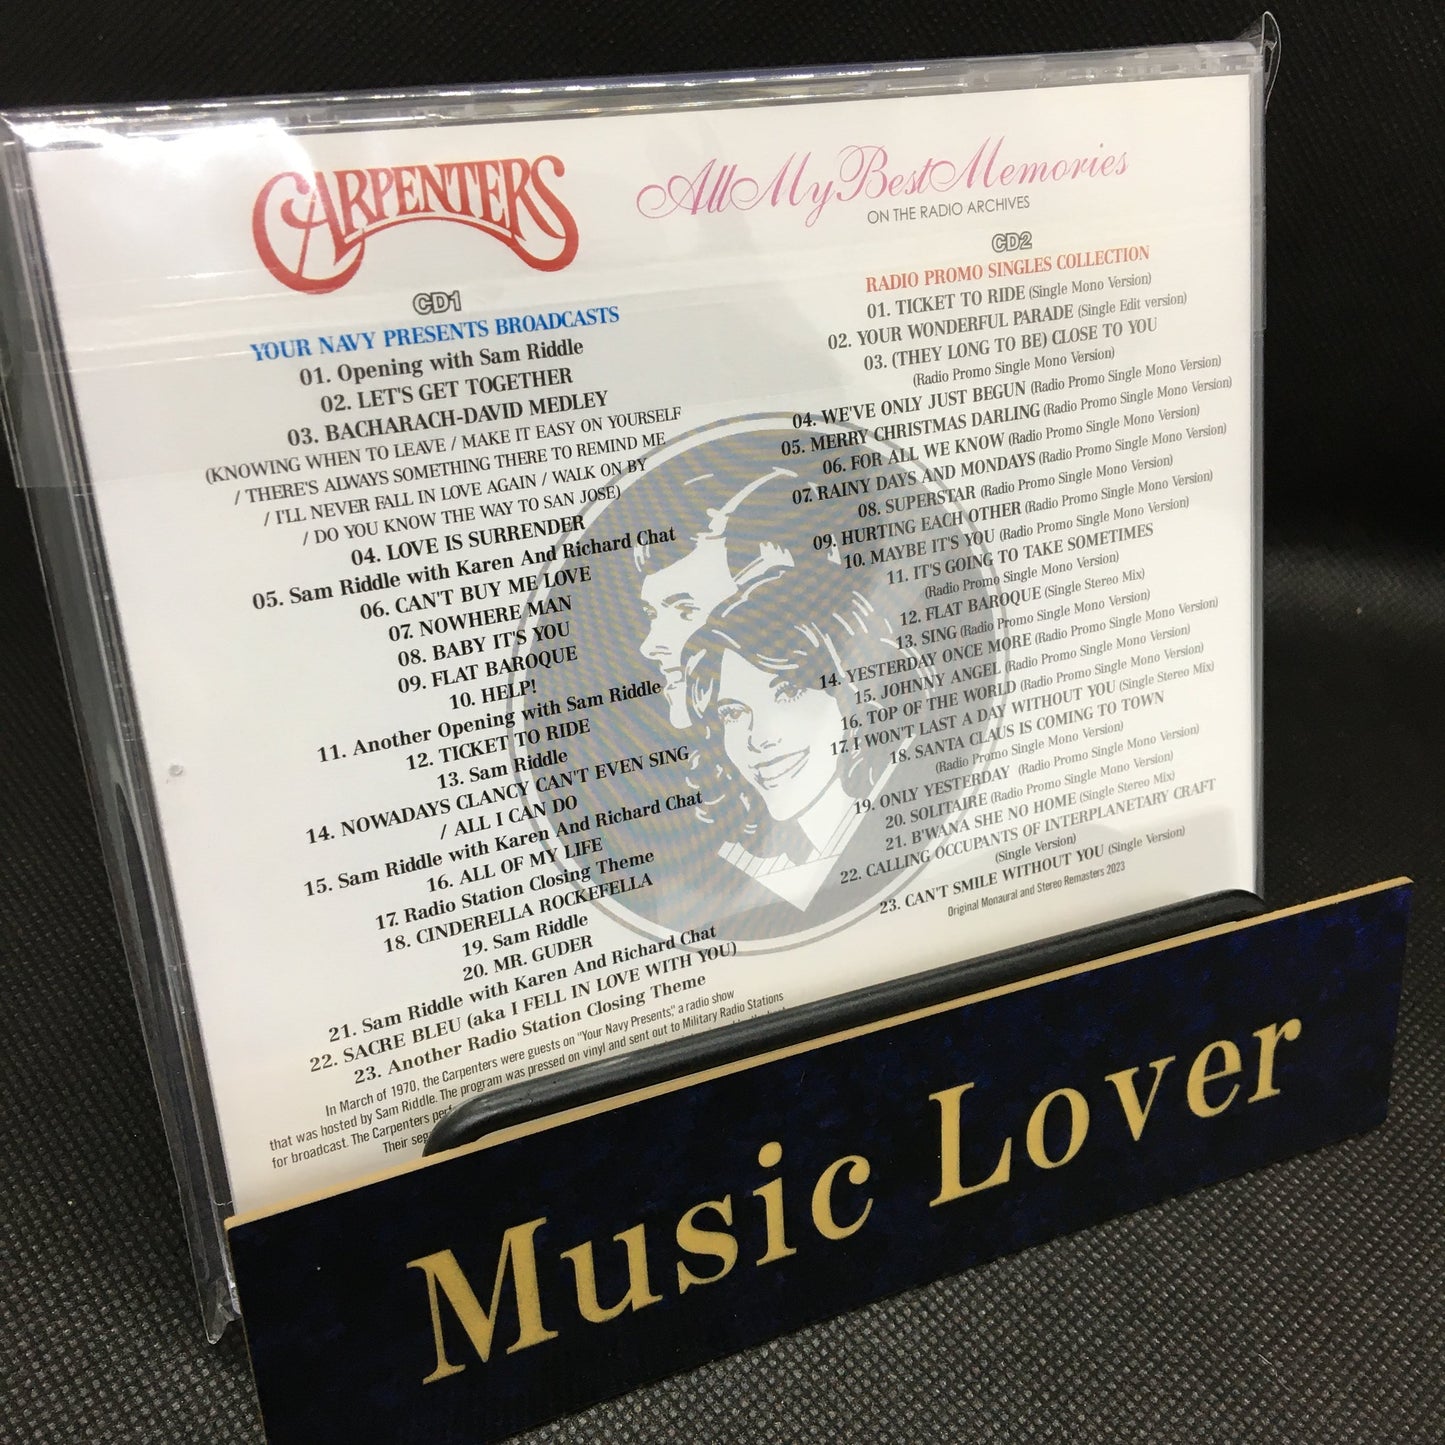 CARPENTERS
All My Best Memories
ON THE RADIO ARCHIVES
CD1
YOUR NAVY PRESENTS BROADCASTS
01. Opening with Sam Riddle
02. LET'S GET TOGETHER
03. BACHARACH-DAVID MEDLEY
(KNOWING WHEN TO LEAVE / MAKE IT EASY ON YOURSELF
/ THERE'S ALWAYS SOMETHING THERE TO REMIND ME
/ I'LL NEVER FALL IN LOVE AGAIN / WALK ON BY
/ DO YOU KNOW THE WAY TO SAN JOSE)
04. LOVE IS SURRENDER
05. Sam Riddle with Karen And Richard Chat
06. CAN'T BUY ME LOVE
07. NOWHERE MAN
08. BABY IT'S YOU
09. FLAT BAROQUE
10. HELP!
11. Another Opening with Sam Riddle
12. TICKET TO RIDE
13. Sam Riddle
14. NOWADAYS CLANCY CAN'T EVEN SING
/ ALL I CAN DO
15. Sam Riddle with Karen And Richard Chat
16. ALL OF MY LIFE
17. Radio Station Closing Theme
18. CINDERELLA ROCKEFELLA
19. Sam Riddle
20. MR. GUDER
21. Sam Riddle with Karen And Richard Chat
22. SACRE BLEU (aka I FELL IN LOVE WITH YOU)
23. Another Radio Station Closing Theme
In March of 1970, the Carpenters were guests on "Your Navy Presents," a radio show
that was hosted by Sam Riddle. The program was pressed on vinyl and sent out to Military Radio Stations
for broadcast. The Carpenters
Their
CD2
RADIO PROMO SINGLES COLLECTION
01. TICKET TO RIDE (Single Mono Version)
02. YOUR WONDERFUL PARADE (Single Edit version)
03. (THEY LONG TO BE) CLOSE TO YOU
(Radio Promo Single Mono Version)
04. WE'VE ONLY JUST BEGUN (Radio Promo Single Mono Version)
05. MERRY CHRISTMAS DARLING (Radio Promo Single Mono Version)
06. FOR ALL WE KNOW (Radio Promo Single Mono Version)
07. RAINY DAYS AND MONDAYS (Radio Promo Single Mono Version)
08. SUPERSTAR (Radio Promo Single Mono Version)
09. HURTING EACH OTHER (Radio Promo Single Mono Version)
10. MAYBE IT'S YOU (Radio Promo Single Mono Version)
11. IT'S GOING TO TAKE SOMETIMES
(Radio Promo Single Mono Version)
12. FLAT BAROQUE (Single Stereo Mix)
13. SING (Radio Promo Single Mono Version)
14. YESTERDAY ONCE MORE (Radio Promo Single Mono Version)
15. JOHNNY ANGEL (Radio Promo Single Mono Version)
16. TOP OF THE WORLD (Radio Promo Single Mono Version)
17. I WON'T LAST A DAY WITHOUT YOU (Single Stereo Mix)
18. SANTA CLAUS IS COMING TO TOWN
(Radio Promo Single Mono Version)
19. ONLY YESTERDAY (Radio Promo Single Mono Version)
20. SOLITAIRE (Radio Promo Single Mono Version)
21. B'WANA SHE NO HOME (Single Stereo Mix)
22. CALLING OCCUPANTS OF INTERPLANETARY CRAFT
(Single Version)
23. CAN'T SMILE WITHOUT YOU (Single Version)
Original Monaural and Stereo Remasters 2023
Music Lover